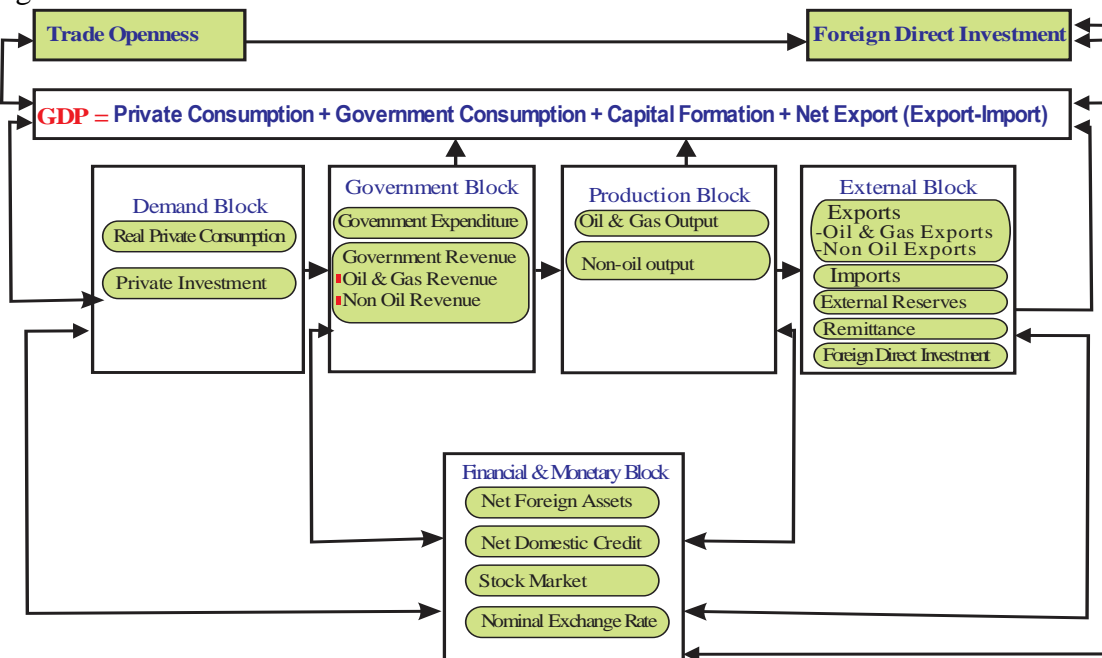 Trade Openness
Foreign Direct Investment
GDP = Private Consumption + Government Consumption + Capital Formation + Net Export (Export-Import)
Demand Block
Real Private Consumption
Private Investment
Government Block
Government Expenditure
Government Revenue
Oil & Gas Revenue
Non Oil Revenue
Production Block
Oil & Gas Output
Non-oil output
External Block
Exports
-Oil & Gas Exports
-Non Oil Exports
Imports
External Reserves
Remittance
Foreign Direct Investment
Financial & Monetary Block
Net Foreign Assets
Net Domestic Credit
Stock Market
Nominal Exchange Rate